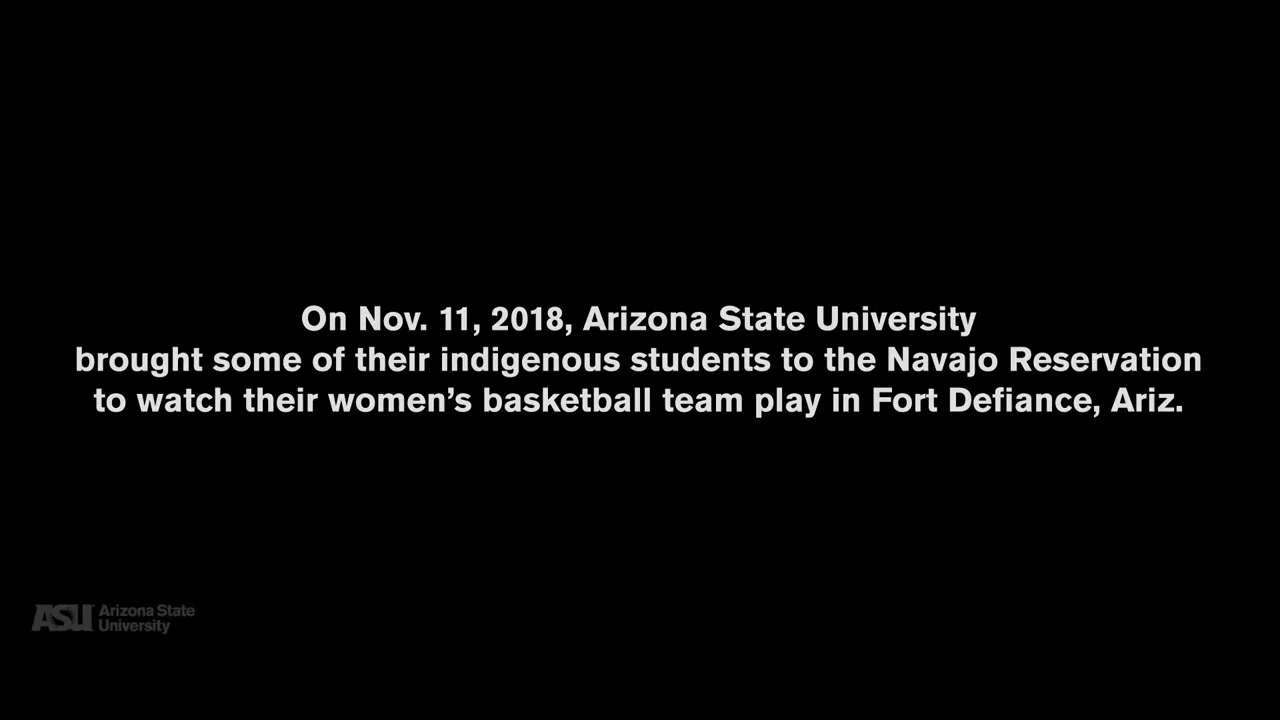 On Nov. 11, 2018, Arizona State University
brought some of their indigenous students to the Navajo Reservation
to watch their women’s basketball team play in Fort Defiance, Ariz.
ASU Arizona State
University